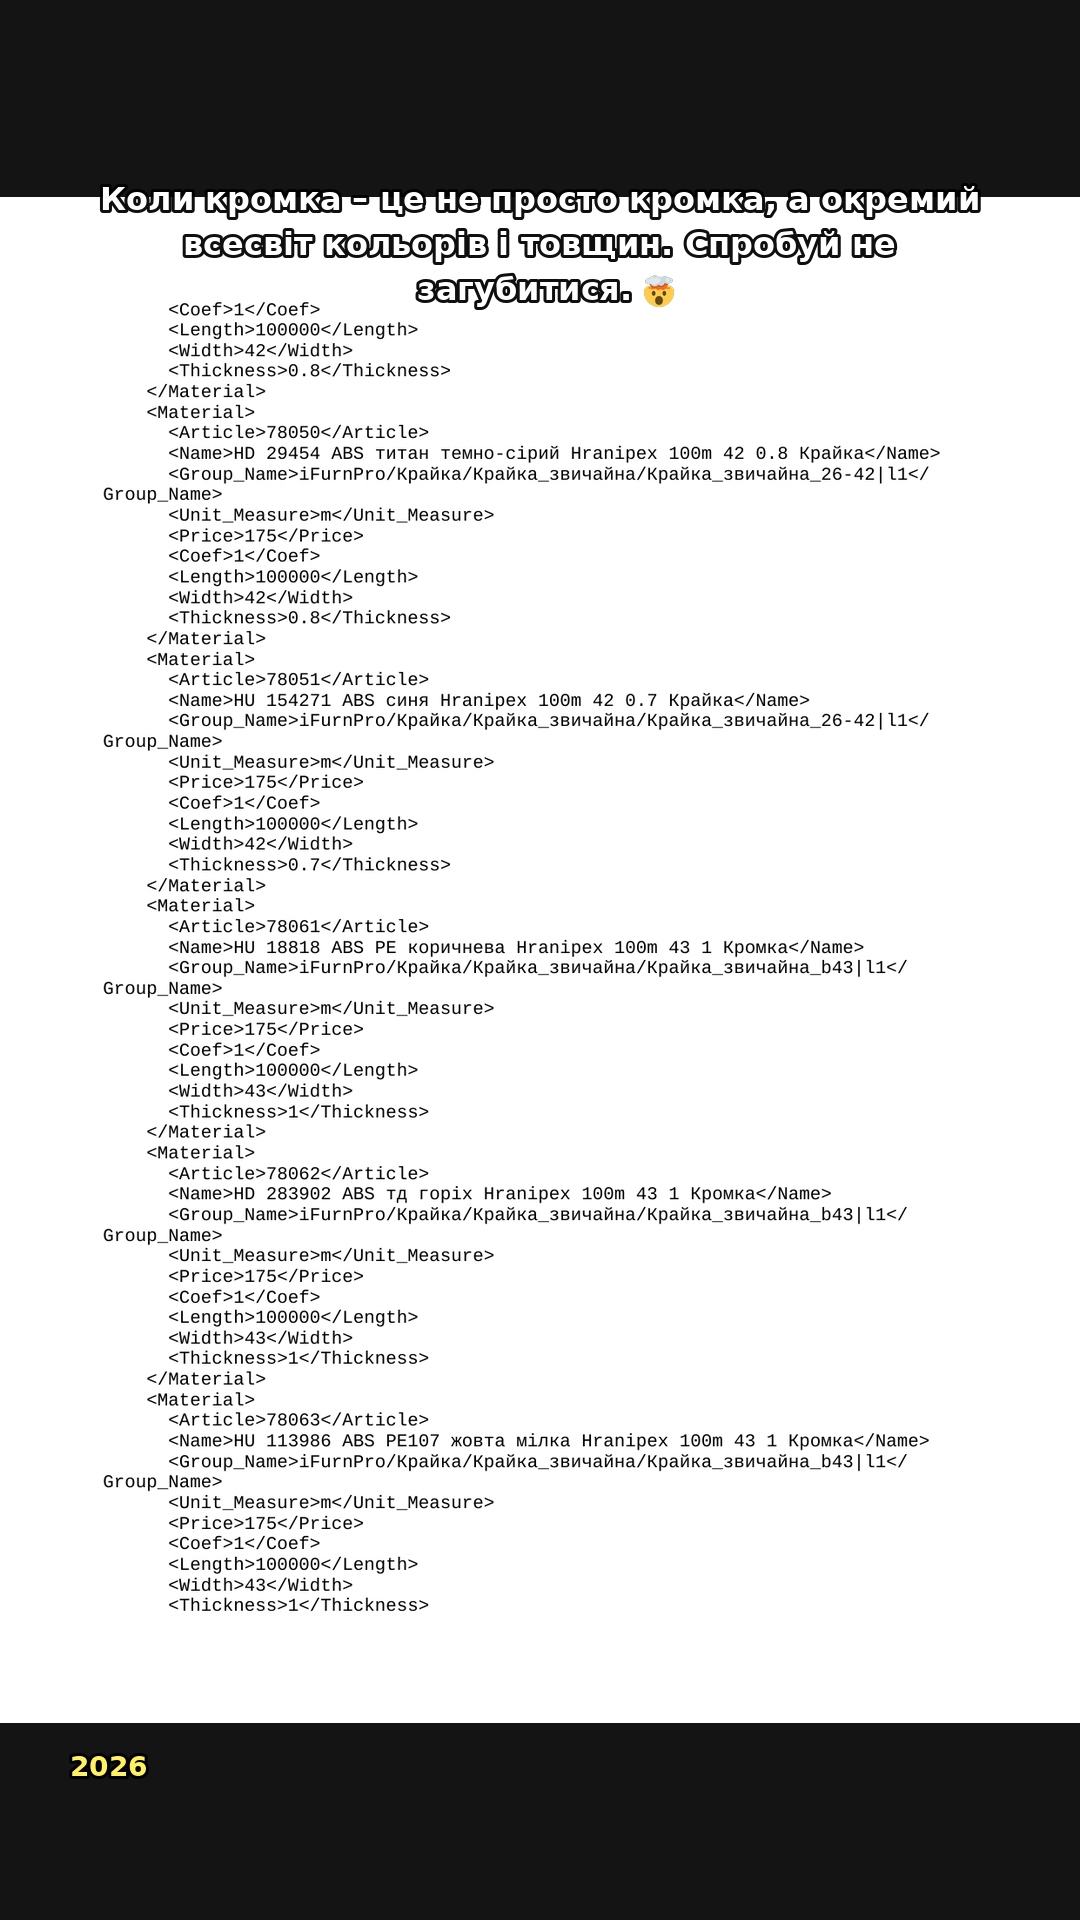 Коли кромка – це не просто кромка, а окремий
всесвіт кольорів і товщин. Спробуй не
загубитися. 🤯
<Coef>1</Coef>
<Length>100000</Length>
<Width>42</Width>
<Thickness>0.8</Thickness>
</Material>
<Material>
<Article>78050</Article>
<Name>HD 29454 ABS титан темно-сірий Hranipex 100m 42 0.8 Крайка</Name>
<Group_Name>iFurnPro/Крайка/Крайка_звичайна/Крайка_звичайна_26-42|l1</
Group_Name>
<Unit_Measure>m</Unit_Measure>
<Price>175</Price>
<Coef>1</Coef>
<Length>100000</Length>
<Width>42</Width>
<Thickness>0.8</Thickness>
</Material>
<Material>
<Article>78051</Article>
<Name>HU 154271 ABS синя Hranipex 100m 42 0.7 Крайка</Name>
<Group_Name>iFurnPro/Крайка/Крайка_звичайна/Крайка_звичайна_26-42|l1</
Group_Name>
<Unit_Measure>m</Unit_Measure>
<Price>175</Price>
<Coef>1</Coef>
<Length>100000</Length>
<Width>42</Width>
<Thickness>0.7</Thickness>
</Material>
<Material>
<Article>78061</Article>
<Name>HU 18818 ABS PE коричнева Hranipex 100m 43 1 Кромка</Name>
<Group_Name>iFurnPro/Крайка/Крайка_звичайна/Крайка_звичайна_b43|l1</
Group_Name>
<Unit_Measure>m</Unit_Measure>
<Price>175</Price>
<Coef>1</Coef>
<Length>100000</Length>
<Width>43</Width>
<Thickness>1</Thickness>
</Material>
<Material>
<Article>78062</Article>
<Name>HD 283902 ABS тд горіх Hranipex 100m 43 1 Кромка</Name>
<Group_Name>iFurnPro/Крайка/Крайка_звичайна/Крайка_звичайна_b43|l1</
Group_Name>
<Unit_Measure>m</Unit_Measure>
<Price>175</Price>
<Coef>1</Coef>
<Length>100000</Length>
<Width>43</Width>
<Thickness>1</Thickness>
</Material>
<Material>
<Article>78063</Article>
<Name>HU 113986 ABS PE107 жовта мілка Hranipex 100m 43 1 Кромка</Name>
<Group_Name>iFurnPro/Крайка/Крайка_звичайна/Крайка_звичайна_b43|l1</
Group_Name>
<Unit_Measure>m</Unit_Measure>
<Price>175</Price>
<Coef>1</Coef>
<Length>100000</Length>
<Width>43</Width>
<Thickness>1</Thickness>
2026